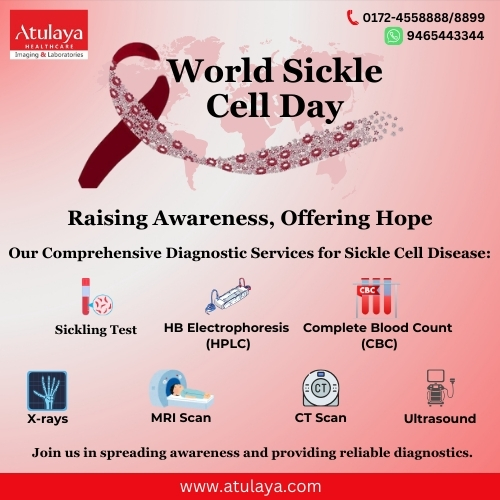 Atulaya
HEALTHCARE
Imaging & Laboratories
0172-4558888/8899
9465443344
World Sickle
Cell Day
Raising Awareness, Offering Hope
Our Comprehensive Diagnostic Services for Sickle Cell Disease:
CBC
Sickling Test
HB Electrophoresis
(HPLC)
Complete Blood Count
(CBC)
CT
X-rays
MRI Scan
CT Scan
Ultrasound
Join us in spreading awareness and providing reliable diagnostics.
www.atulaya.com